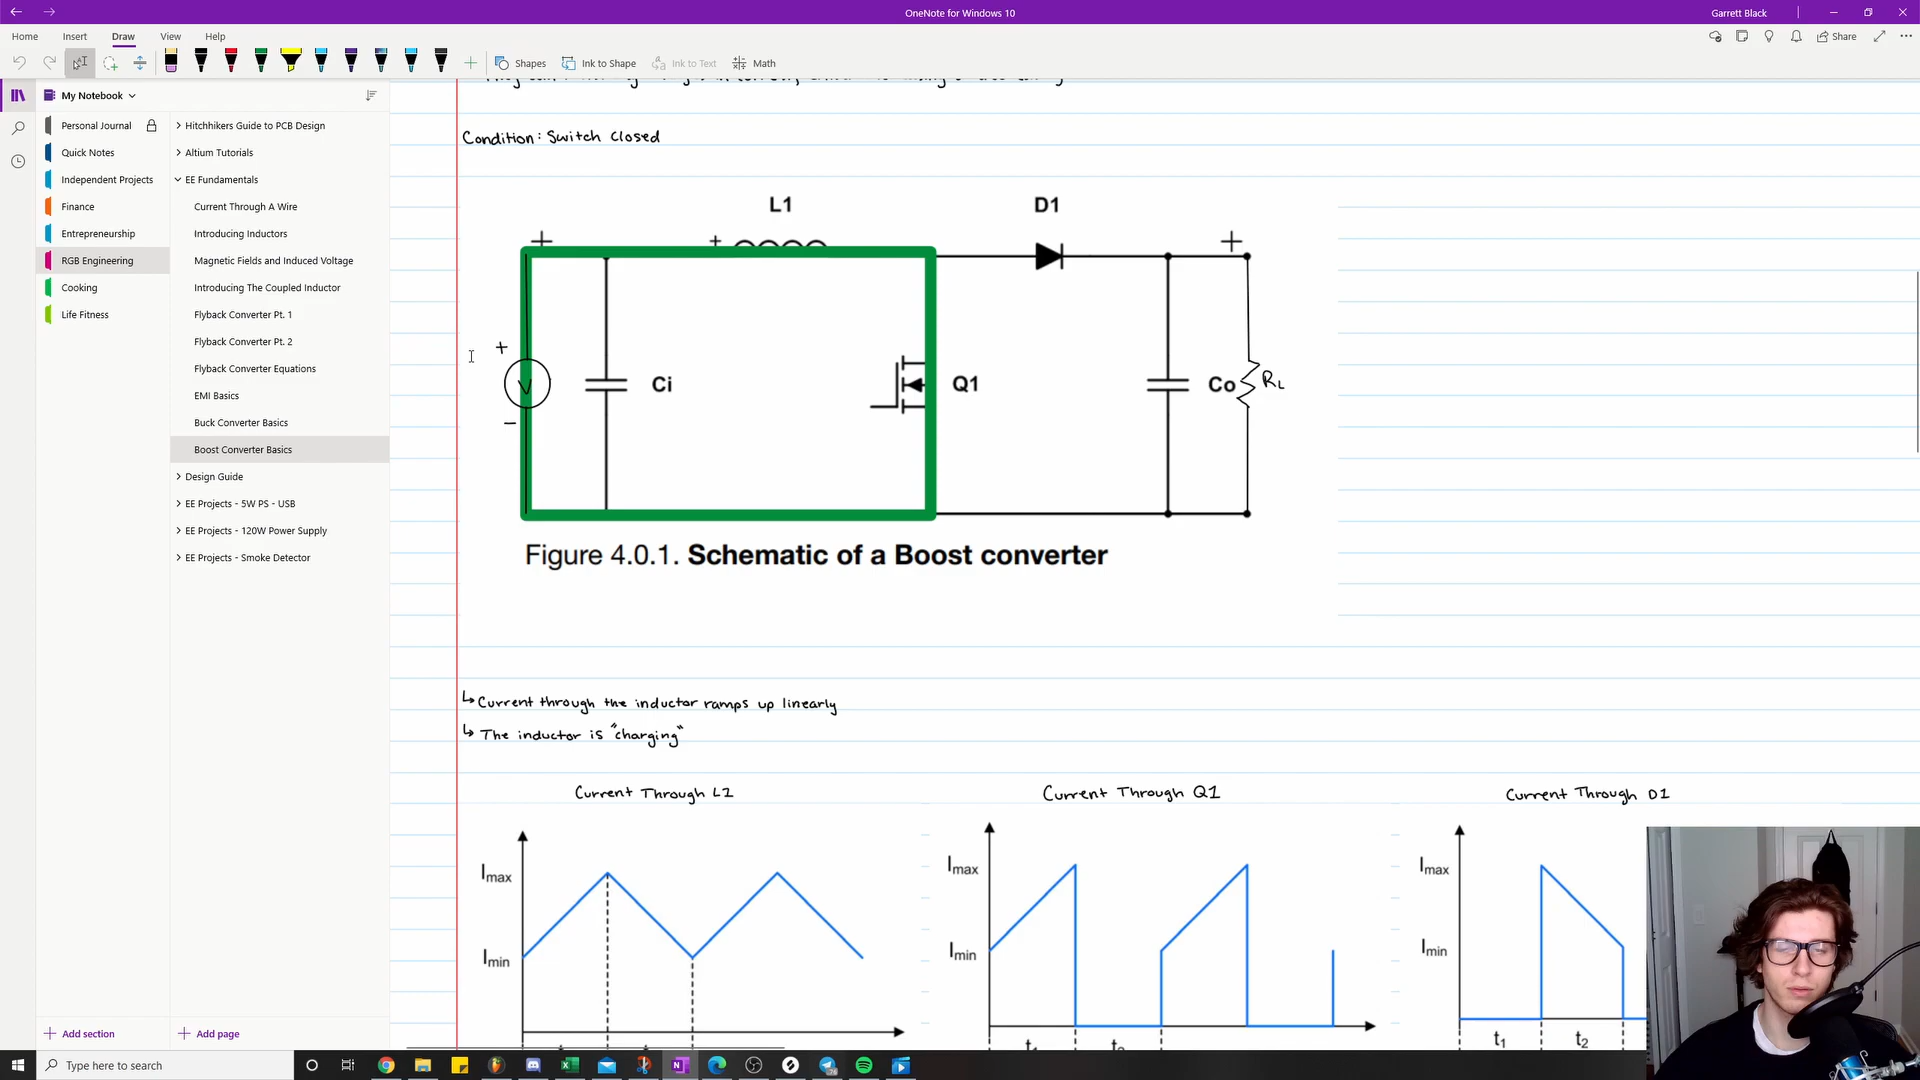 OneNote for Windows 10
Garrett Black
Home
Insert
Draw
View
Help
Share
Shapes
Ink to Shape
Ink to Text
Math
My Notebook
Personal Journal
Quick Notes
Independent Projects
Finance
Entrepreneurship
RGB Engineering
Cooking
Life Fitness
Hitchhikers Guide to PCB Design
Altium Tutorials
EE Fundamentals
Current Through A Wire
Introducing Inductors
Magnetic Fields and Induced Voltage
Introducing The Coupled Inductor
Flyback Converter Pt. 1
Flyback Converter Pt. 2
Flyback Converter Equations
EMI Basics
Buck Converter Basics
Boost Converter Basics
Design Guide
EE Projects - 5W PS - USB
EE Projects - 120W Power Supply
EE Projects - Smoke Detector
Condition: Switch Closed
L1
D1
+
+
+
+
V
-
Ci
Q1
Co
RL
Figure 4.0.1. Schematic of a Boost converter
↳ Current through the inductor ramps up linearly
↳ The inductor is "charging"
Current Through L1
Imax
Imin
Current Through Q1
Imax
Imin
Current Through D1
Imax
Imin
t1
t2
Add section
Add page
Type here to search